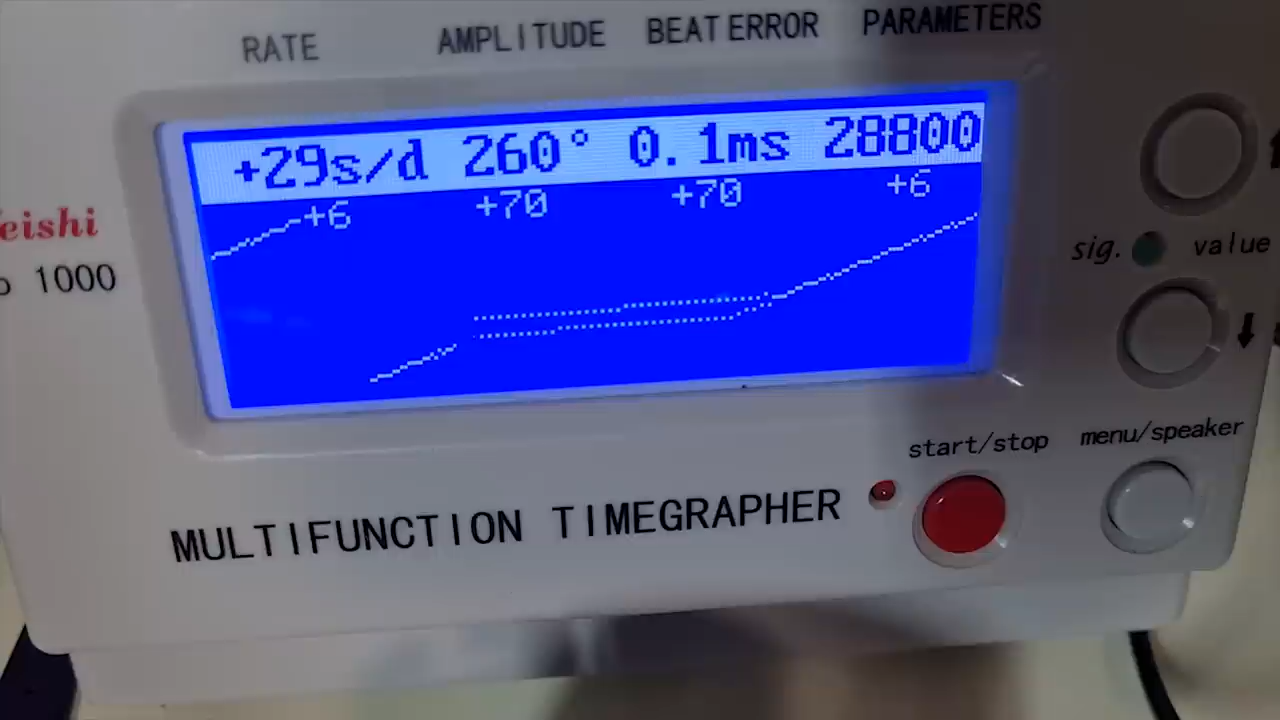 RATE AMPLITUDE BEAT ERROR PARAMETERS
+29s/d 260° 0.1ms 28800
+6 +70 +70 +6
eishi
1000
sig. value
start/stop menu/speaker
MULTIFUNCTION TIMEGRAPHER